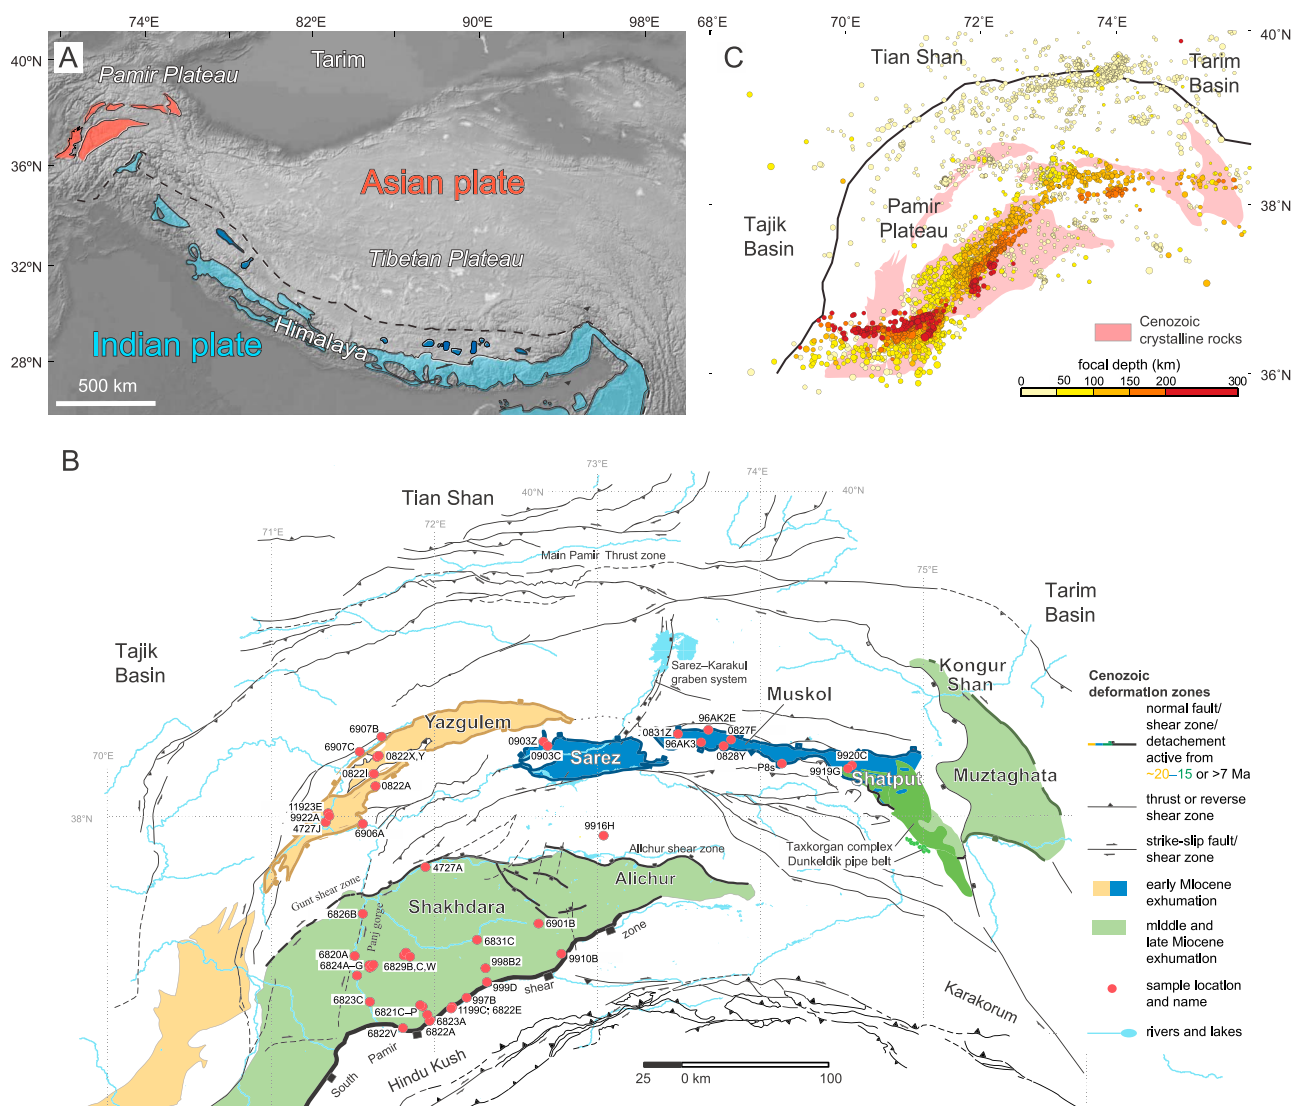 74°E
82°E
90°E
98°E
68°E
70°E
72°E
74°E
40°N
36°N
32°N
28°N
A
Pamir Plateau
Tarim
Asian plate
Tibetan Plateau
Himalaya
Indian plate
500 km
C
Tian Shan
Tarim
Basin
Pamir
Plateau
Tajik
Basin
Cenozoic
crystalline rocks
focal depth (km)
0 50 100 150 200 300
40°N
38°N
36°N
B
73°E
74°E
40°N
40°N
71°E
72°E
75°E
70°E
38°N
Tian Shan
Main Pamir Thrust zone
Tarim
Basin
Tajik
Basin
Sarez–Karakul
graben system
Kongur
Shan
Muskol
Yazgulem
Sarez
Shatput
Muztaghata
6907B
6907C
0822X,Y
0822I
0822A
11923E
9922A
4727J
6906A
0903Z
0903C
0831Z
96AK2E
96AK3
0827F
0828Y
P8s
9920C
9919G
9916H
Taxkorgan complex
Dunkeldik pipe belt
Alichur shear zone
Gunt shear zone
Panj gorge
4727A
Alichur
Shakhdara
6826B
6901B
6831C
6820A
6824A–G
6829B,C,W
998B2
9910B
999D
6823C
6821C–P
997B
1199C; 6822E
6823A
6822A
6822V
South Pamir shear zone
Hindu Kush
Karakorum
25 0 km 100
Cenozoic
deformation zones
normal fault/
shear zone/
detachement
active from
~20–15 or >7 Ma
thrust or reverse
shear zone
strike-slip fault/
shear zone
early Miocene
exhumation
middle and
late Miocene
exhumation
sample location
and name
rivers and lakes